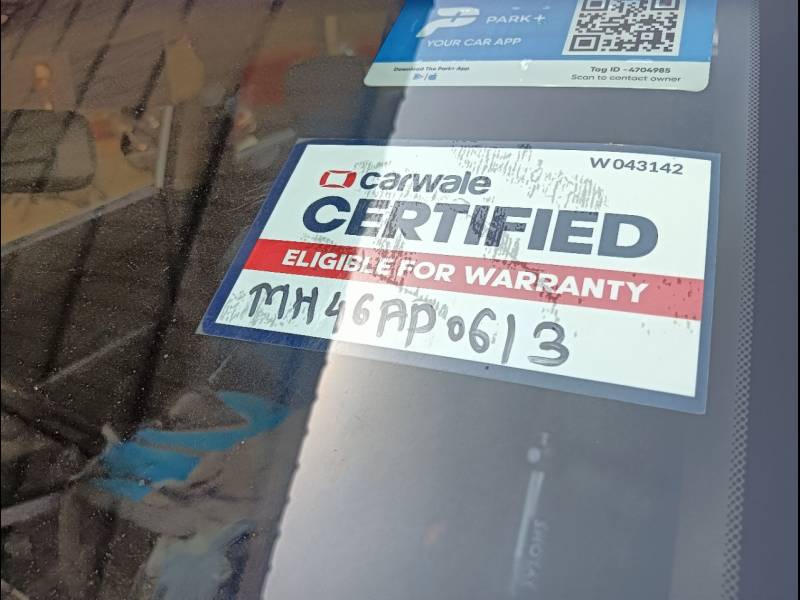 PARK+
YOUR CAR APP
Download The Park+ App
Tag ID -4704985
Scan to contact owner
W043142
carwale
CERTIFIED
ELIGIBLE FOR WARRANTY
MH46AP0613